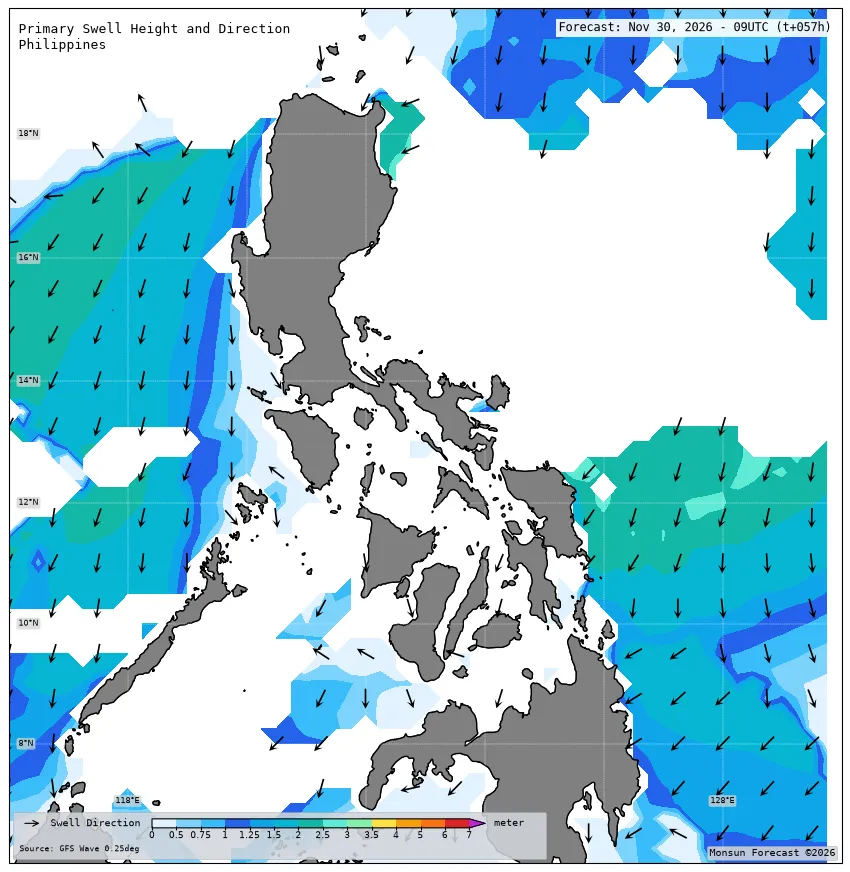 Primary Swell Height and Direction
Philippines
Forecast: Nov 30, 2026 - 09UTC (t+057h)
18°N
16°N
14°N
12°N
10°N
8°N
118°E
128°E
Swell Direction
0 0.5 0.75 1 1.25 1.5 2 2.5 3 3.5 4 5 6 7
meter
Source: GFS Wave 0.25deg
Monsun Forecast ©2026